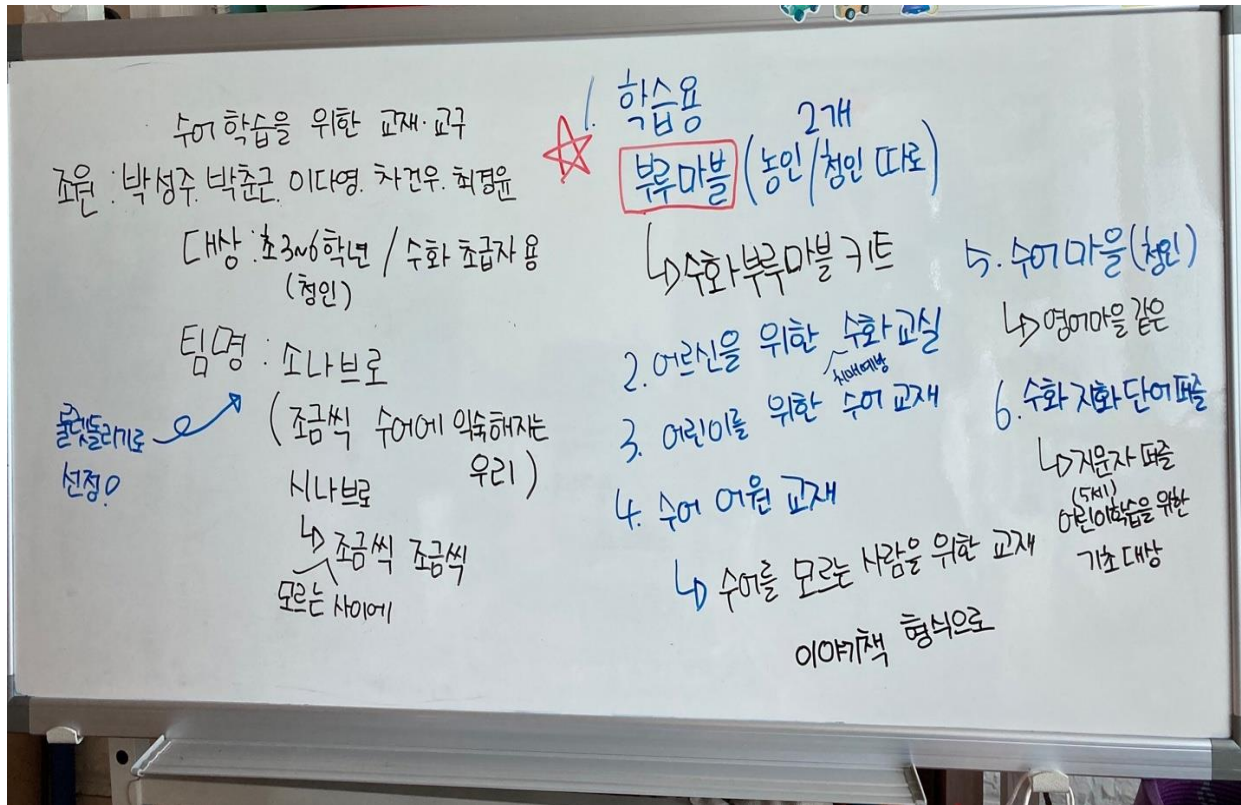 수어 학습을 위한 교재·교구
조원 : 박성주. 박춘근. 이다영. 차건우. 최경윤
대상 : 초3~6학년 / 수화 초급자 용
(청인)
팀명 : 소나브로
룰렛돌리기로
선정○
(조금씩 수어에 익숙해지는
우리)
시나브로
↳ 조금씩 조금씩
모르는 사이에
1. 학습용
2개
부루마블 (농인/청인 따로)
↳ 수화부루마블 키트
2. 어르신을 위한 수화교실
치매예방
3. 어린이를 위한 수어 교재
4. 수어 어원 교재
↳ 수어를 모르는 사람을 위한 교재
이야기책 형식으로
5. 수어마을(청인)
↳ 영어마을 같은
6. 수화 지화 단어퍼즐
↳ 지문자 퍼즐
(5세)
어린이학습을 위한
기초 대상